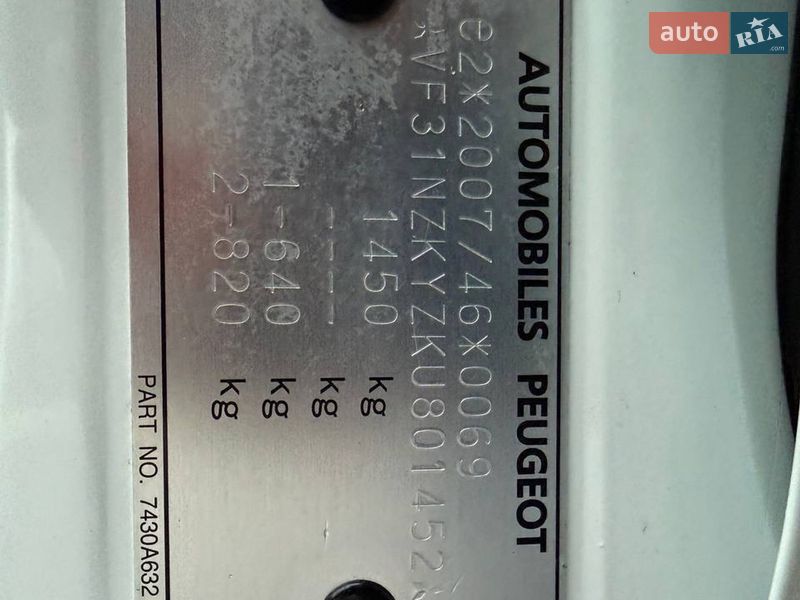 AUTOMOBILES PEUGEOT
e2*2007/46*0069
*VF31NZKYZKU801452*
1450 kg
---- kg
1-640 kg
2-820 kg
PART NO. 7430A632
auto RIA.com